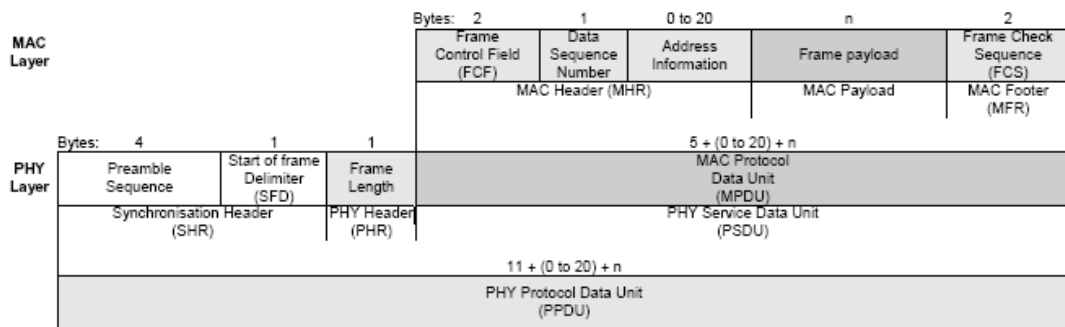 Bytes: 2 1 0 to 20 n 2
MAC
Layer
Frame
Control Field
(FCF)
Data
Sequence
Number
Address
Information
Frame payload
Frame Check
Sequence
(FCS)
MAC Header (MHR)
MAC Payload
MAC Footer
(MFR)
Bytes: 4 1 1 5 + (0 to 20) + n
PHY
Layer
Preamble
Sequence
Start of frame
Delimiter
(SFD)
Frame
Length
MAC Protocol
Data Unit
(MPDU)
Synchronisation Header
(SHR)
PHY Header
(PHR)
PHY Service Data Unit
(PSDU)
11 + (0 to 20) + n
PHY Protocol Data Unit
(PPDU)